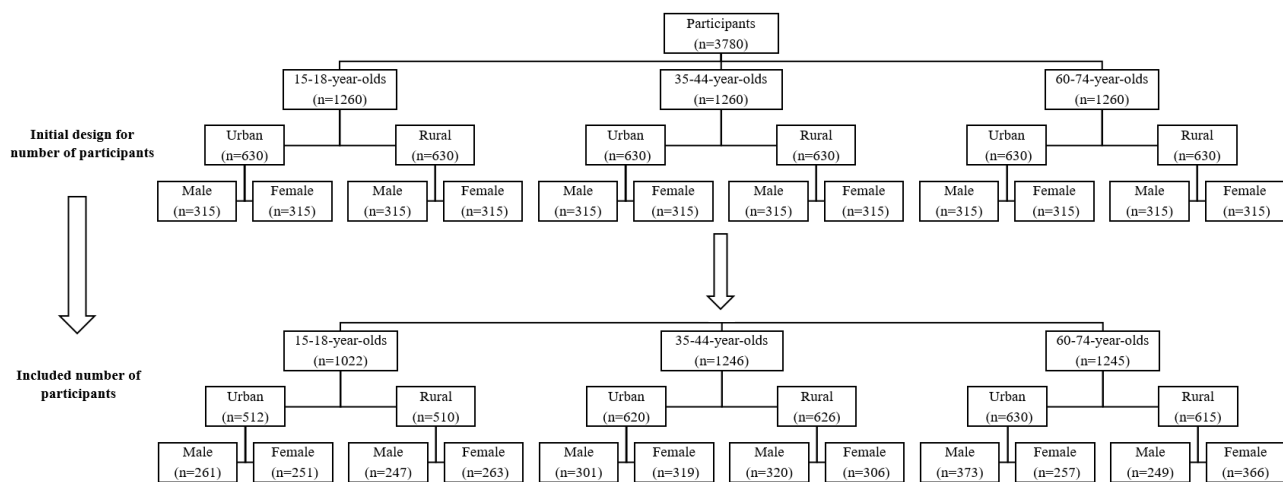 Participants
(n=3780)
15-18-year-olds
(n=1260)
35-44-year-olds
(n=1260)
60-74-year-olds
(n=1260)
Initial design for
number of participants
Urban
(n=630)
Rural
(n=630)
Urban
(n=630)
Rural
(n=630)
Urban
(n=630)
Rural
(n=630)
Male
(n=315)
Female
(n=315)
Male
(n=315)
Female
(n=315)
Male
(n=315)
Female
(n=315)
Male
(n=315)
Female
(n=315)
Male
(n=315)
Female
(n=315)
Male
(n=315)
Female
(n=315)
15-18-year-olds
(n=1022)
35-44-year-olds
(n=1246)
60-74-year-olds
(n=1245)
Included number of
participants
Urban
(n=512)
Rural
(n=510)
Urban
(n=620)
Rural
(n=626)
Urban
(n=630)
Rural
(n=615)
Male
(n=261)
Female
(n=251)
Male
(n=247)
Female
(n=263)
Male
(n=301)
Female
(n=319)
Male
(n=320)
Female
(n=306)
Male
(n=373)
Female
(n=257)
Male
(n=249)
Female
(n=366)